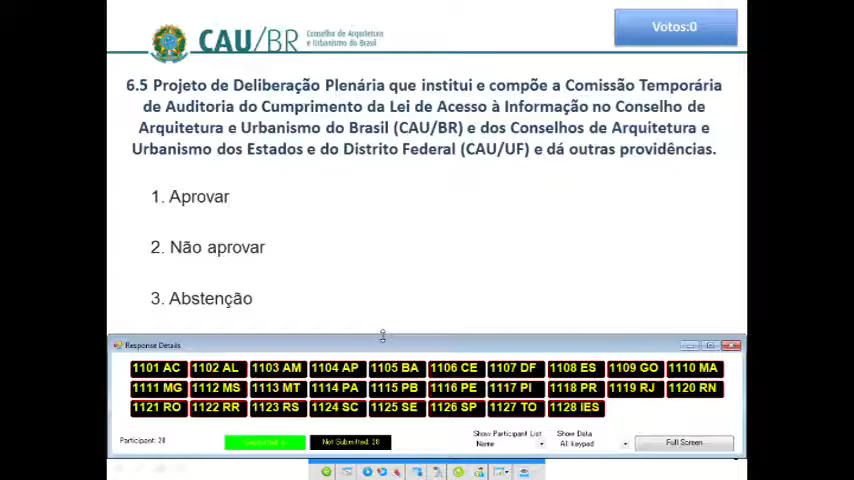 Votos:0
CAU/BR
Conselho de Arquitetura
e Urbanismo do Brasil
6.5 Projeto de Deliberação Plenária que institui e compõe a Comissão Temporária
de Auditoria do Cumprimento da Lei de Acesso à Informação no Conselho de
Arquitetura e Urbanismo do Brasil (CAU/BR) e dos Conselhos de Arquitetura e
Urbanismo dos Estados e do Distrito Federal (CAU/UF) e dá outras providências.
1. Aprovar
2. Não aprovar
3. Abstenção
Response Details
1101 AC 1102 AL 1103 AM 1104 AP 1105 BA 1106 CE 1107 DF 1108 ES 1109 GO 1110 MA
1111 MG 1112 MS 1113 MT 1114 PA 1115 PB 1116 PE 1117 PI 1118 PR 1119 RJ 1120 RN
1121 RO 1122 RR 1123 RS 1124 SC 1125 SE 1126 SP 1127 TO 1128 IES
Show Participant List
Show Data
Participant: 28
Not Submitted: 28
Name
All keypad
Full Screen